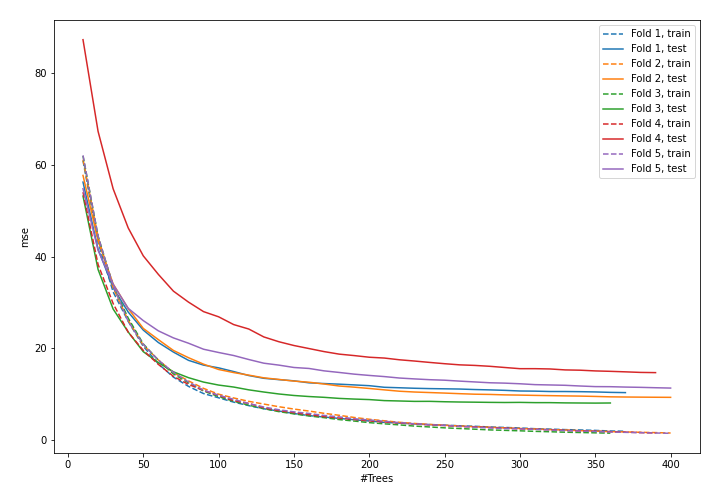 Fold 1, train
Fold 1, test
Fold 2, train
Fold 2, test
Fold 3, train
Fold 3, test
Fold 4, train
Fold 4, test
Fold 5, train
Fold 5, test
mse
80
60
40
20
0
0 50 100 150 200 250 300 350 400
#Trees